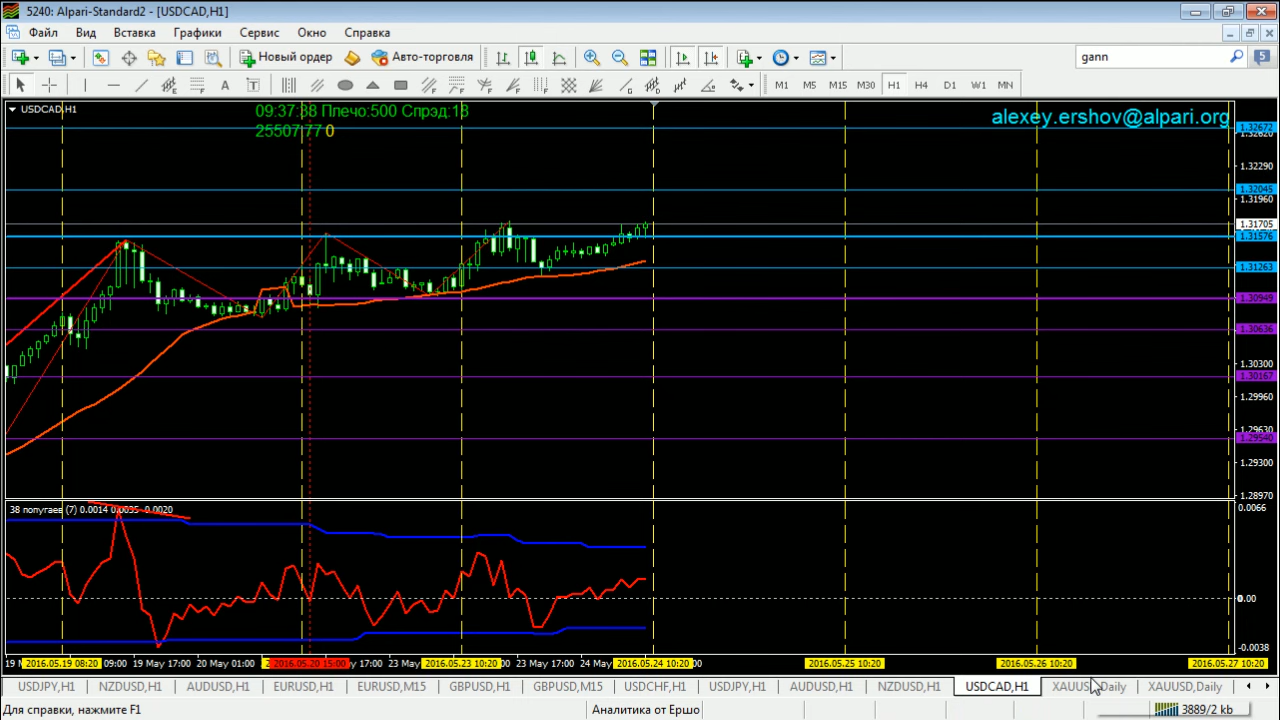 5240: Alpari-Standard2 - [USDCAD,H1]
Файл Вид Вставка Графики Сервис Окно Справка
Новый ордер Авто-торговля gann 5
A T F M1 M5 M15 M30 H1 H4 D1 W1 MN
USDCAD,H1
09:37:38 Плечо:500 Спрэд:18
25507.77 0
alexey.ershov@alpari.org
1.32672
1.32620
1.32290
1.32045
1.31960
1.31705
1.31576
1.31263
1.30949
1.30636
1.30300
1.30167
1.29960
1.29630
1.29540
1.29300
1.28970
38 попугаев (7) 0.0014 0.0035 -0.0020
0.0066
0.00
-0.0038
2016.05.19 08:20 09:00 19 May 17:00 20 May 01:00 2016.05.20 15:00 17:00 23 May 2016.05.23 10:20 23 May 17:00 24 May 2016.05.24 10:20 2016.05.25 10:20 2016.05.26 10:20 2016.05.27 10:20
USDJPY,H1 NZDUSD,H1 AUDUSD,H1 EURUSD,H1 EURUSD,M15 GBPUSD,H1 GBPUSD,M15 USDCHF,H1 USDJPY,H1 AUDUSD,H1 NZDUSD,H1 USDCAD,H1 XAUUSD,Daily XAUUSD,Daily
Для справки, нажмите F1 Аналитика от Ершо 3889/2 kb